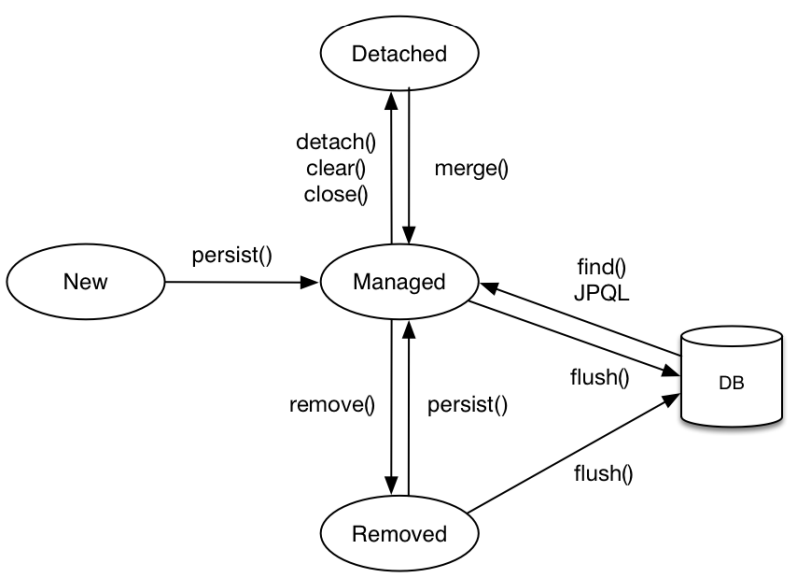 Detached
detach()
clear()
close()
merge()
persist()
New
Managed
find()
JPQL
DB
flush()
remove()
persist()
flush()
Removed